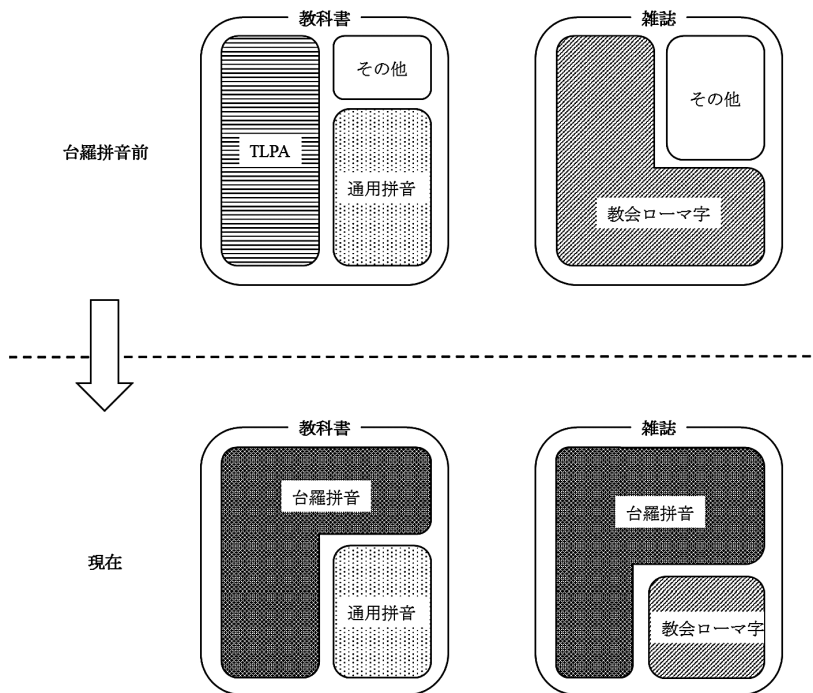 教科書
雑誌
台羅拼音前
TLPA
その他
通用拼音
その他
教会ローマ字
現在
教科書
雑誌
台羅拼音
通用拼音
台羅拼音
教会ローマ字